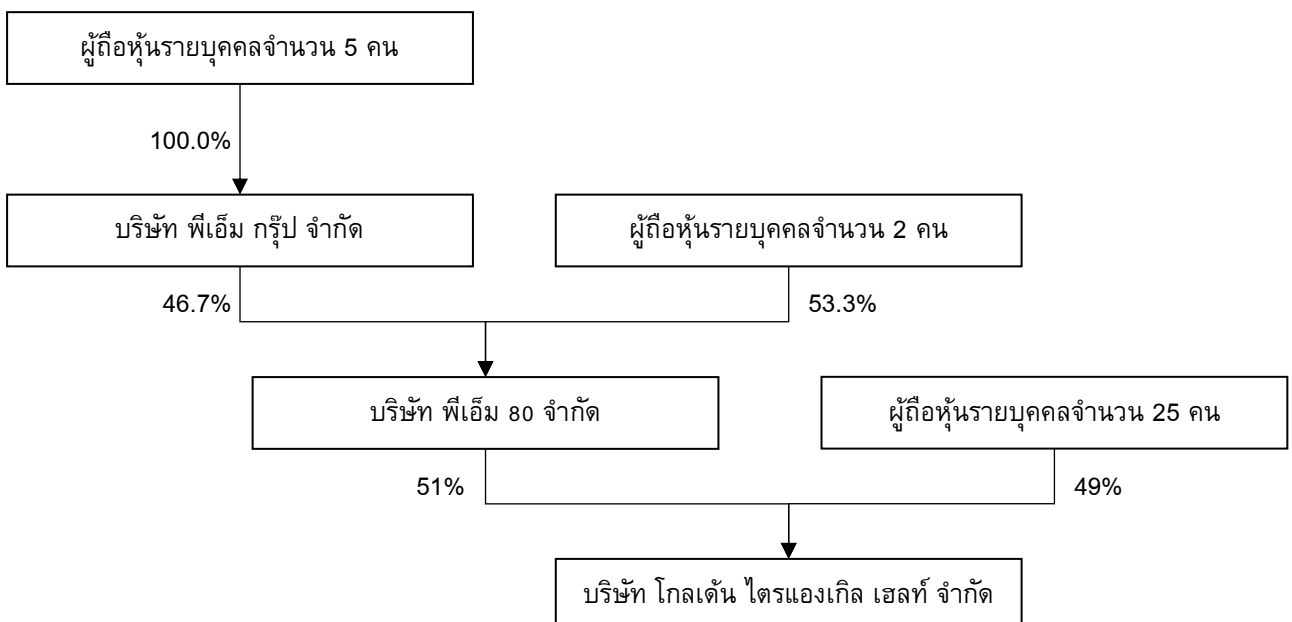 ผู้ถือหุ้นรายบุคคลจำนวน 5 คน
100.0%
บริษัท พีเอ็ม กรุ๊ป จำกัด
ผู้ถือหุ้นรายบุคคลจำนวน 2 คน
46.7%
53.3%
บริษัท พีเอ็ม 80 จำกัด
ผู้ถือหุ้นรายบุคคลจำนวน 25 คน
51%
49%
บริษัท โกลเด้น ไตรแองเกิล เฮลท์ จำกัด